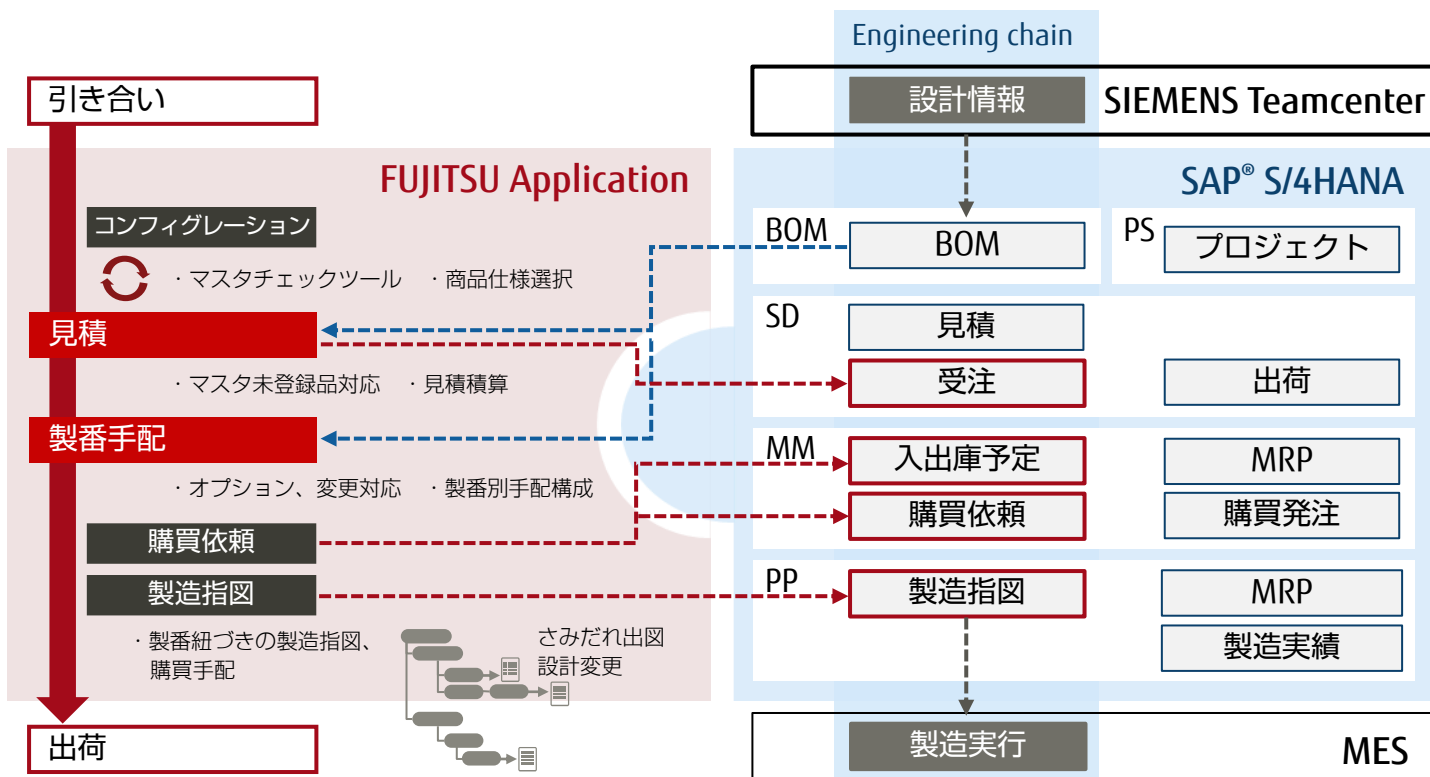 Engineering chain
引き合い
設計情報
SIEMENS Teamcenter
FUJITSU Application
SAP® S/4HANA
コンフィグレーション
・マスタチェックツール ・商品仕様選択
見積
・マスタ未登録品対応 ・見積積算
製番手配
・オプション、変更対応 ・製番別手配構成
購買依頼
製造指図
・製番紐づきの製造指図、
購買手配
さみだれ出図
設計変更
出荷
BOM
BOM
PS
プロジェクト
SD
見積
受注
出荷
MM
入出庫予定
MRP
購買依頼
購買発注
PP
製造指図
MRP
製造実績
製造実行
MES